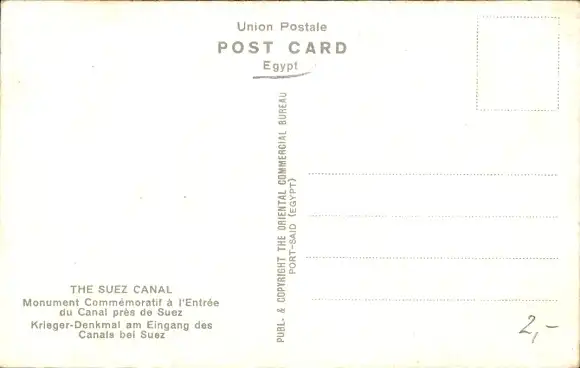 Union Postale
POST CARD
Egypt
PUBL- & COPYRIGHT THE ORIENTAL COMMERCIAL BUREAU
PORT-SAID (EGYPT)
THE SUEZ CANAL
Monument Commémoratif à l'Entrée
du Canal près de Suez
Krieger-Denkmal am Eingang des
Canals bei Suez
2,-